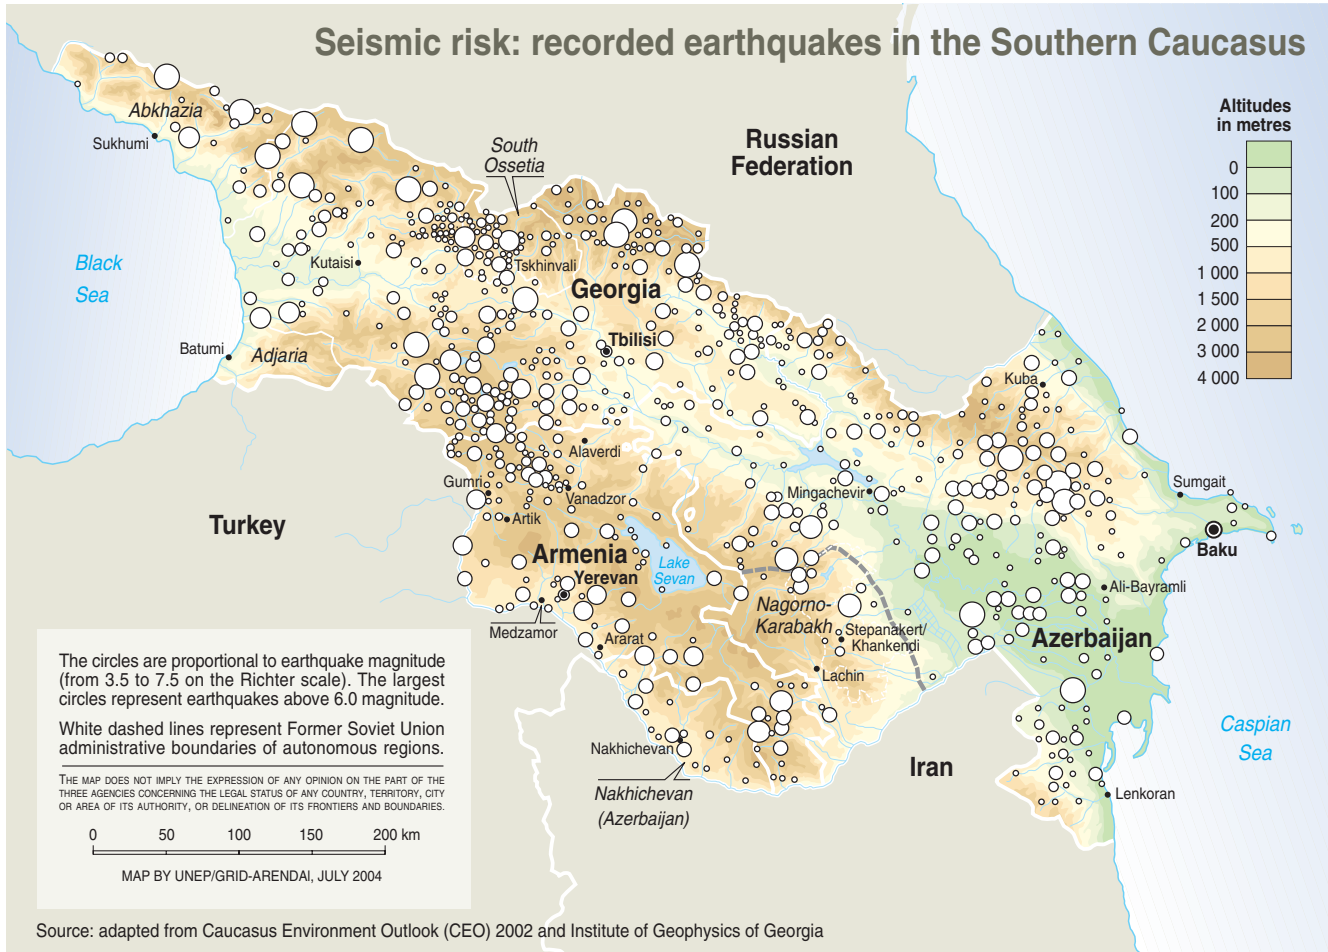 Seismic risk: recorded earthquakes in the Southern Caucasus
Altitudes
in metres
0
100
200
500
1 000
1 500
2 000
3 000
4 000
Abkhazia
Sukhumi
South
Ossetia
Russian
Federation
Black
Sea
Kutaisi
Tskhinvali
Georgia
Tbilisi
Batumi
Adjaria
Kuba
Alaverdi
Gumri
Vanadzor
Mingachevir
Sumgait
Artik
Turkey
Armenia
Baku
Lake
Sevan
Yerevan
Ali-Bayramli
Nagorno-
Karabakh
Medzamor
Stepanakert/
Khankendi
Azerbaijan
Ararat
Lachin
Nakhichevan
Iran
Caspian
Sea
Nakhichevan
(Azerbaijan)
Lenkoran
The circles are proportional to earthquake magnitude
(from 3.5 to 7.5 on the Richter scale). The largest
circles represent earthquakes above 6.0 magnitude.
White dashed lines represent Former Soviet Union
administrative boundaries of autonomous regions.
THE MAP DOES NOT IMPLY THE EXPRESSION OF ANY OPINION ON THE PART OF THE
THREE AGENCIES CONCERNING THE LEGAL STATUS OF ANY COUNTRY, TERRITORY, CITY
OR AREA OF ITS AUTHORITY, OR DELINEATION OF ITS FRONTIERS AND BOUNDARIES.
0 50 100 150 200 km
MAP BY UNEP/GRID-ARENDAl, JULY 2004
Source: adapted from Caucasus Environment Outlook (CEO) 2002 and Institute of Geophysics of Georgia